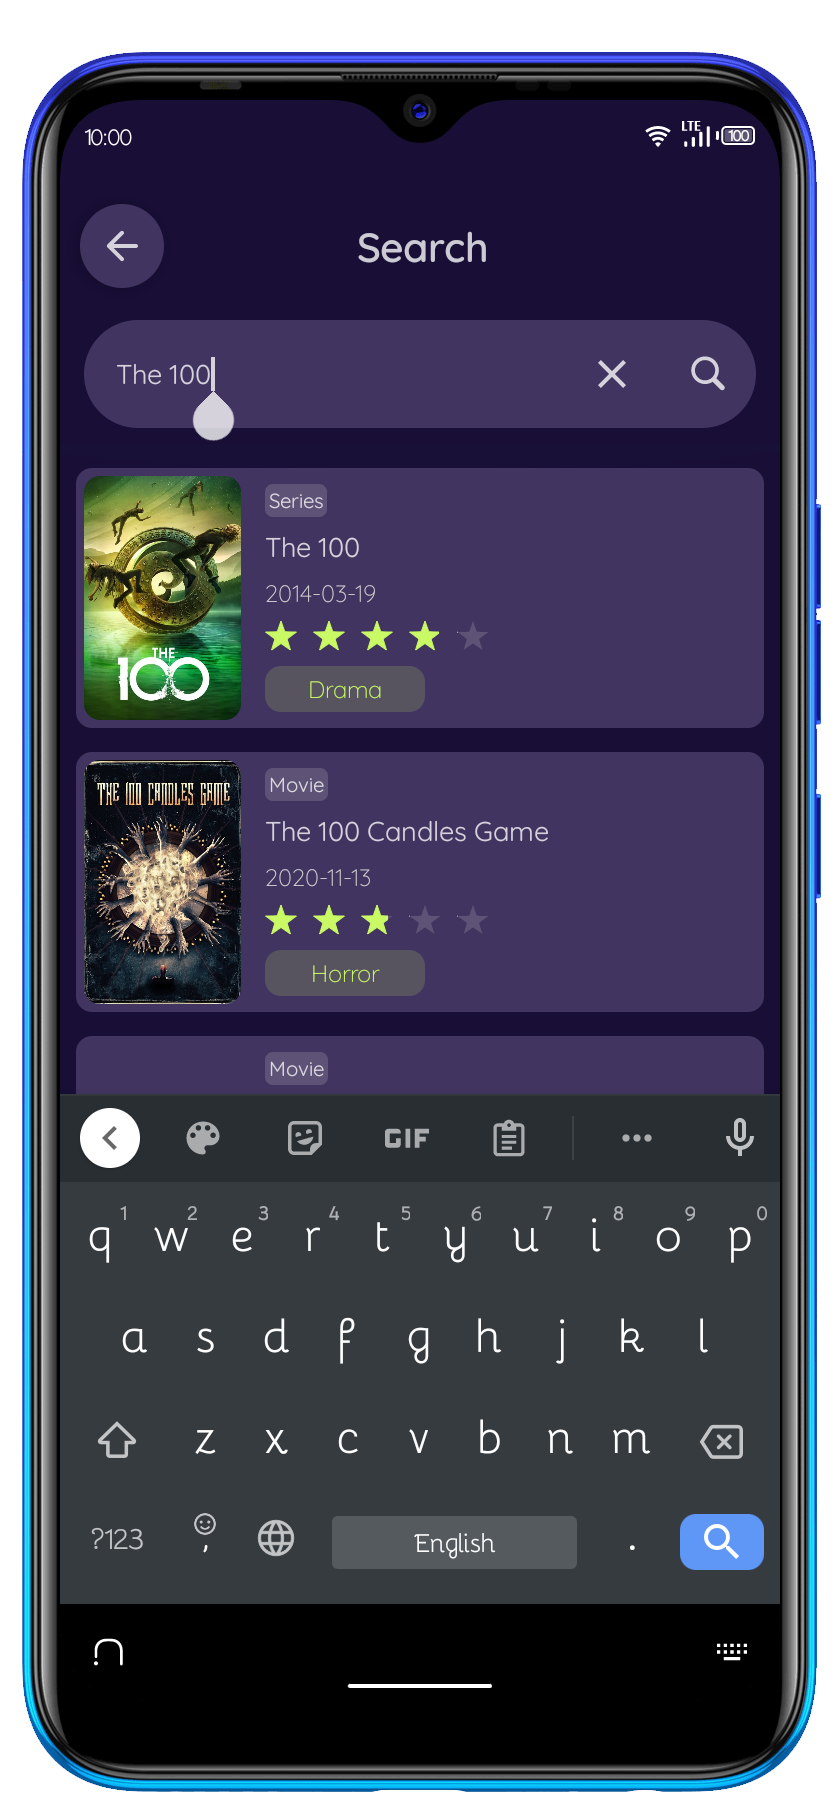 10:00
LTE
100
Search
The 100
Series
The 100
2014-03-19
Drama
THE
100
Movie
The 100 Candles Game
2020-11-13
Horror
THE 100 CANDLES GAME
Movie
GIF
1 2 3 4 5 6 7 8 9 0
q w e r t y u i o p
a s d f g h j k l
z x c v b n m
?123 , English .